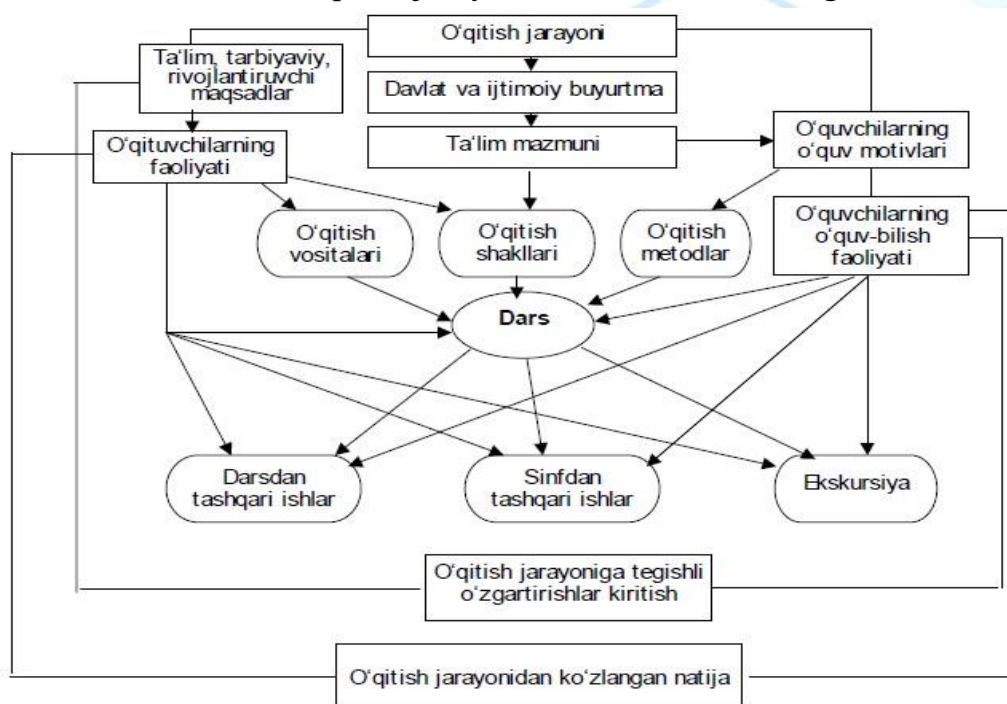 O'qitish jarayoni
Ta'lim, tarbiyaviy,
rivojlantiruvchi
maqsadlar
Davlat va ijtimoiy buyurtma
O'qituvchilarning
faoliyati
Ta'lim mazmuni
O'quvchilarning
o'quv motivlari
O'qitish
vositalari
O'qitish
shakllari
O'qitish
metodlar
O'quvchilarning
o'quv-bilish
faoliyati
Dars
Darsdan
tashqari ishlar
Sinfdan
tashqari ishlar
Ekskursiya
O'qitish jarayoniga tegishli
o'zgartirishlar kiritish
O'qitish jarayonidan ko'zlangan natija